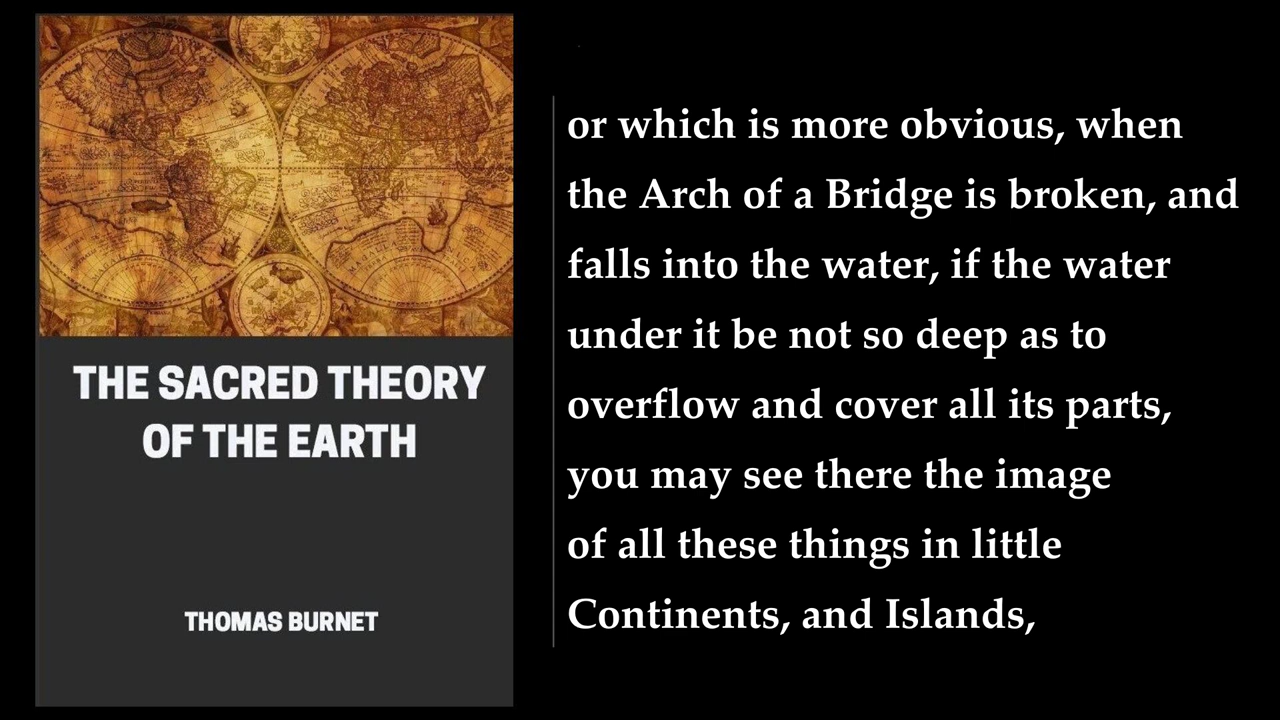 THE SACRED THEORY
OF THE EARTH
THOMAS BURNET
or which is more obvious, when
the Arch of a Bridge is broken, and
falls into the water, if the water
under it be not so deep as to
overflow and cover all its parts,
you may see there the image
of all these things in little
Continents, and Islands,